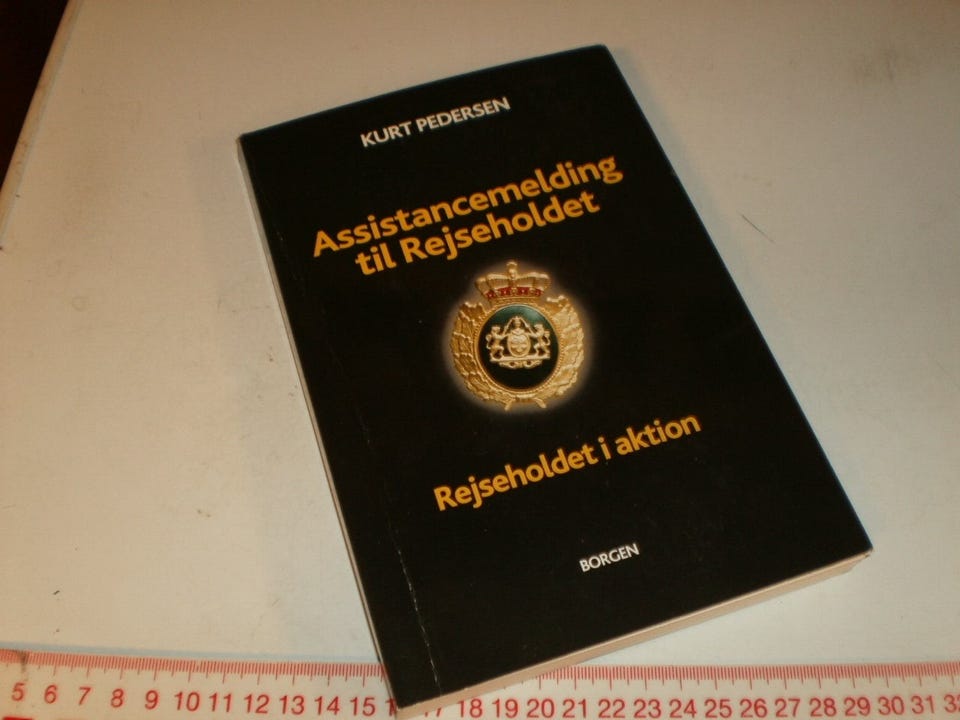 KURT PEDERSEN
Assistancemelding
til Rejseholdet
Rejseholdet i aktion
BORGEN
5 6 7 8 9 10 11 12 13 14 15 16 17 18 19 20 21 22 23 24 25 26 27 28 29 30 31 32